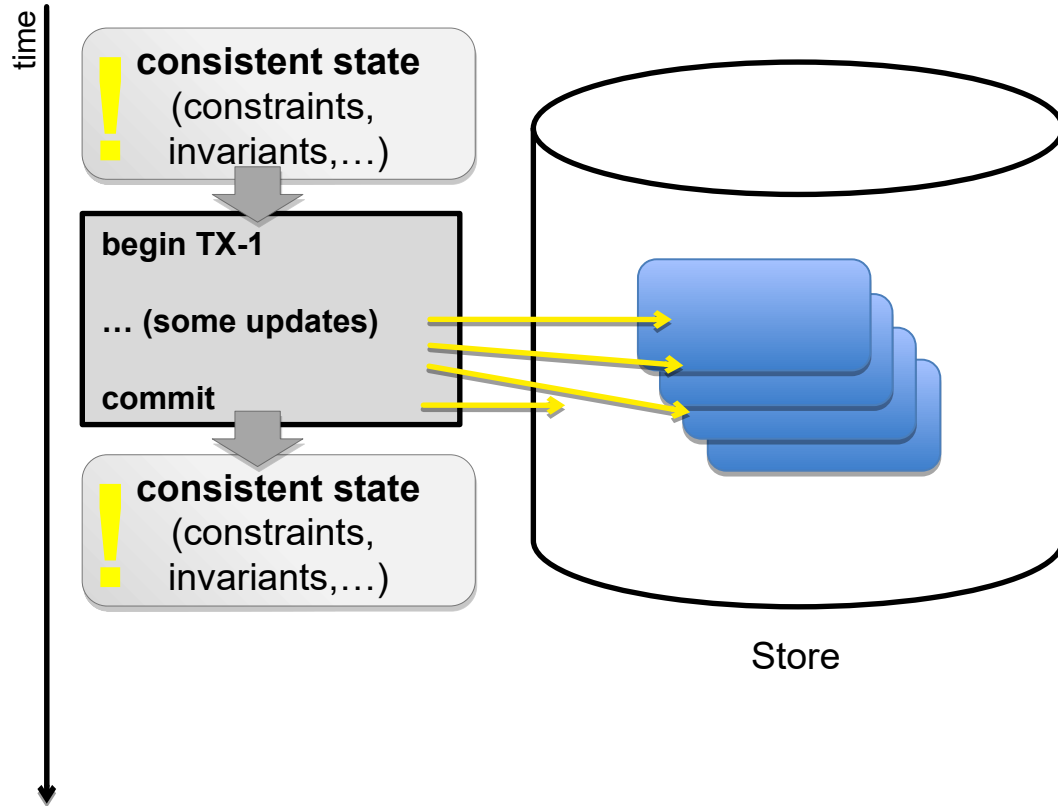 time
! consistent state
(constraints,
invariants,…)
begin TX-1
… (some updates)
commit
! consistent state
(constraints,
invariants,…)
Store